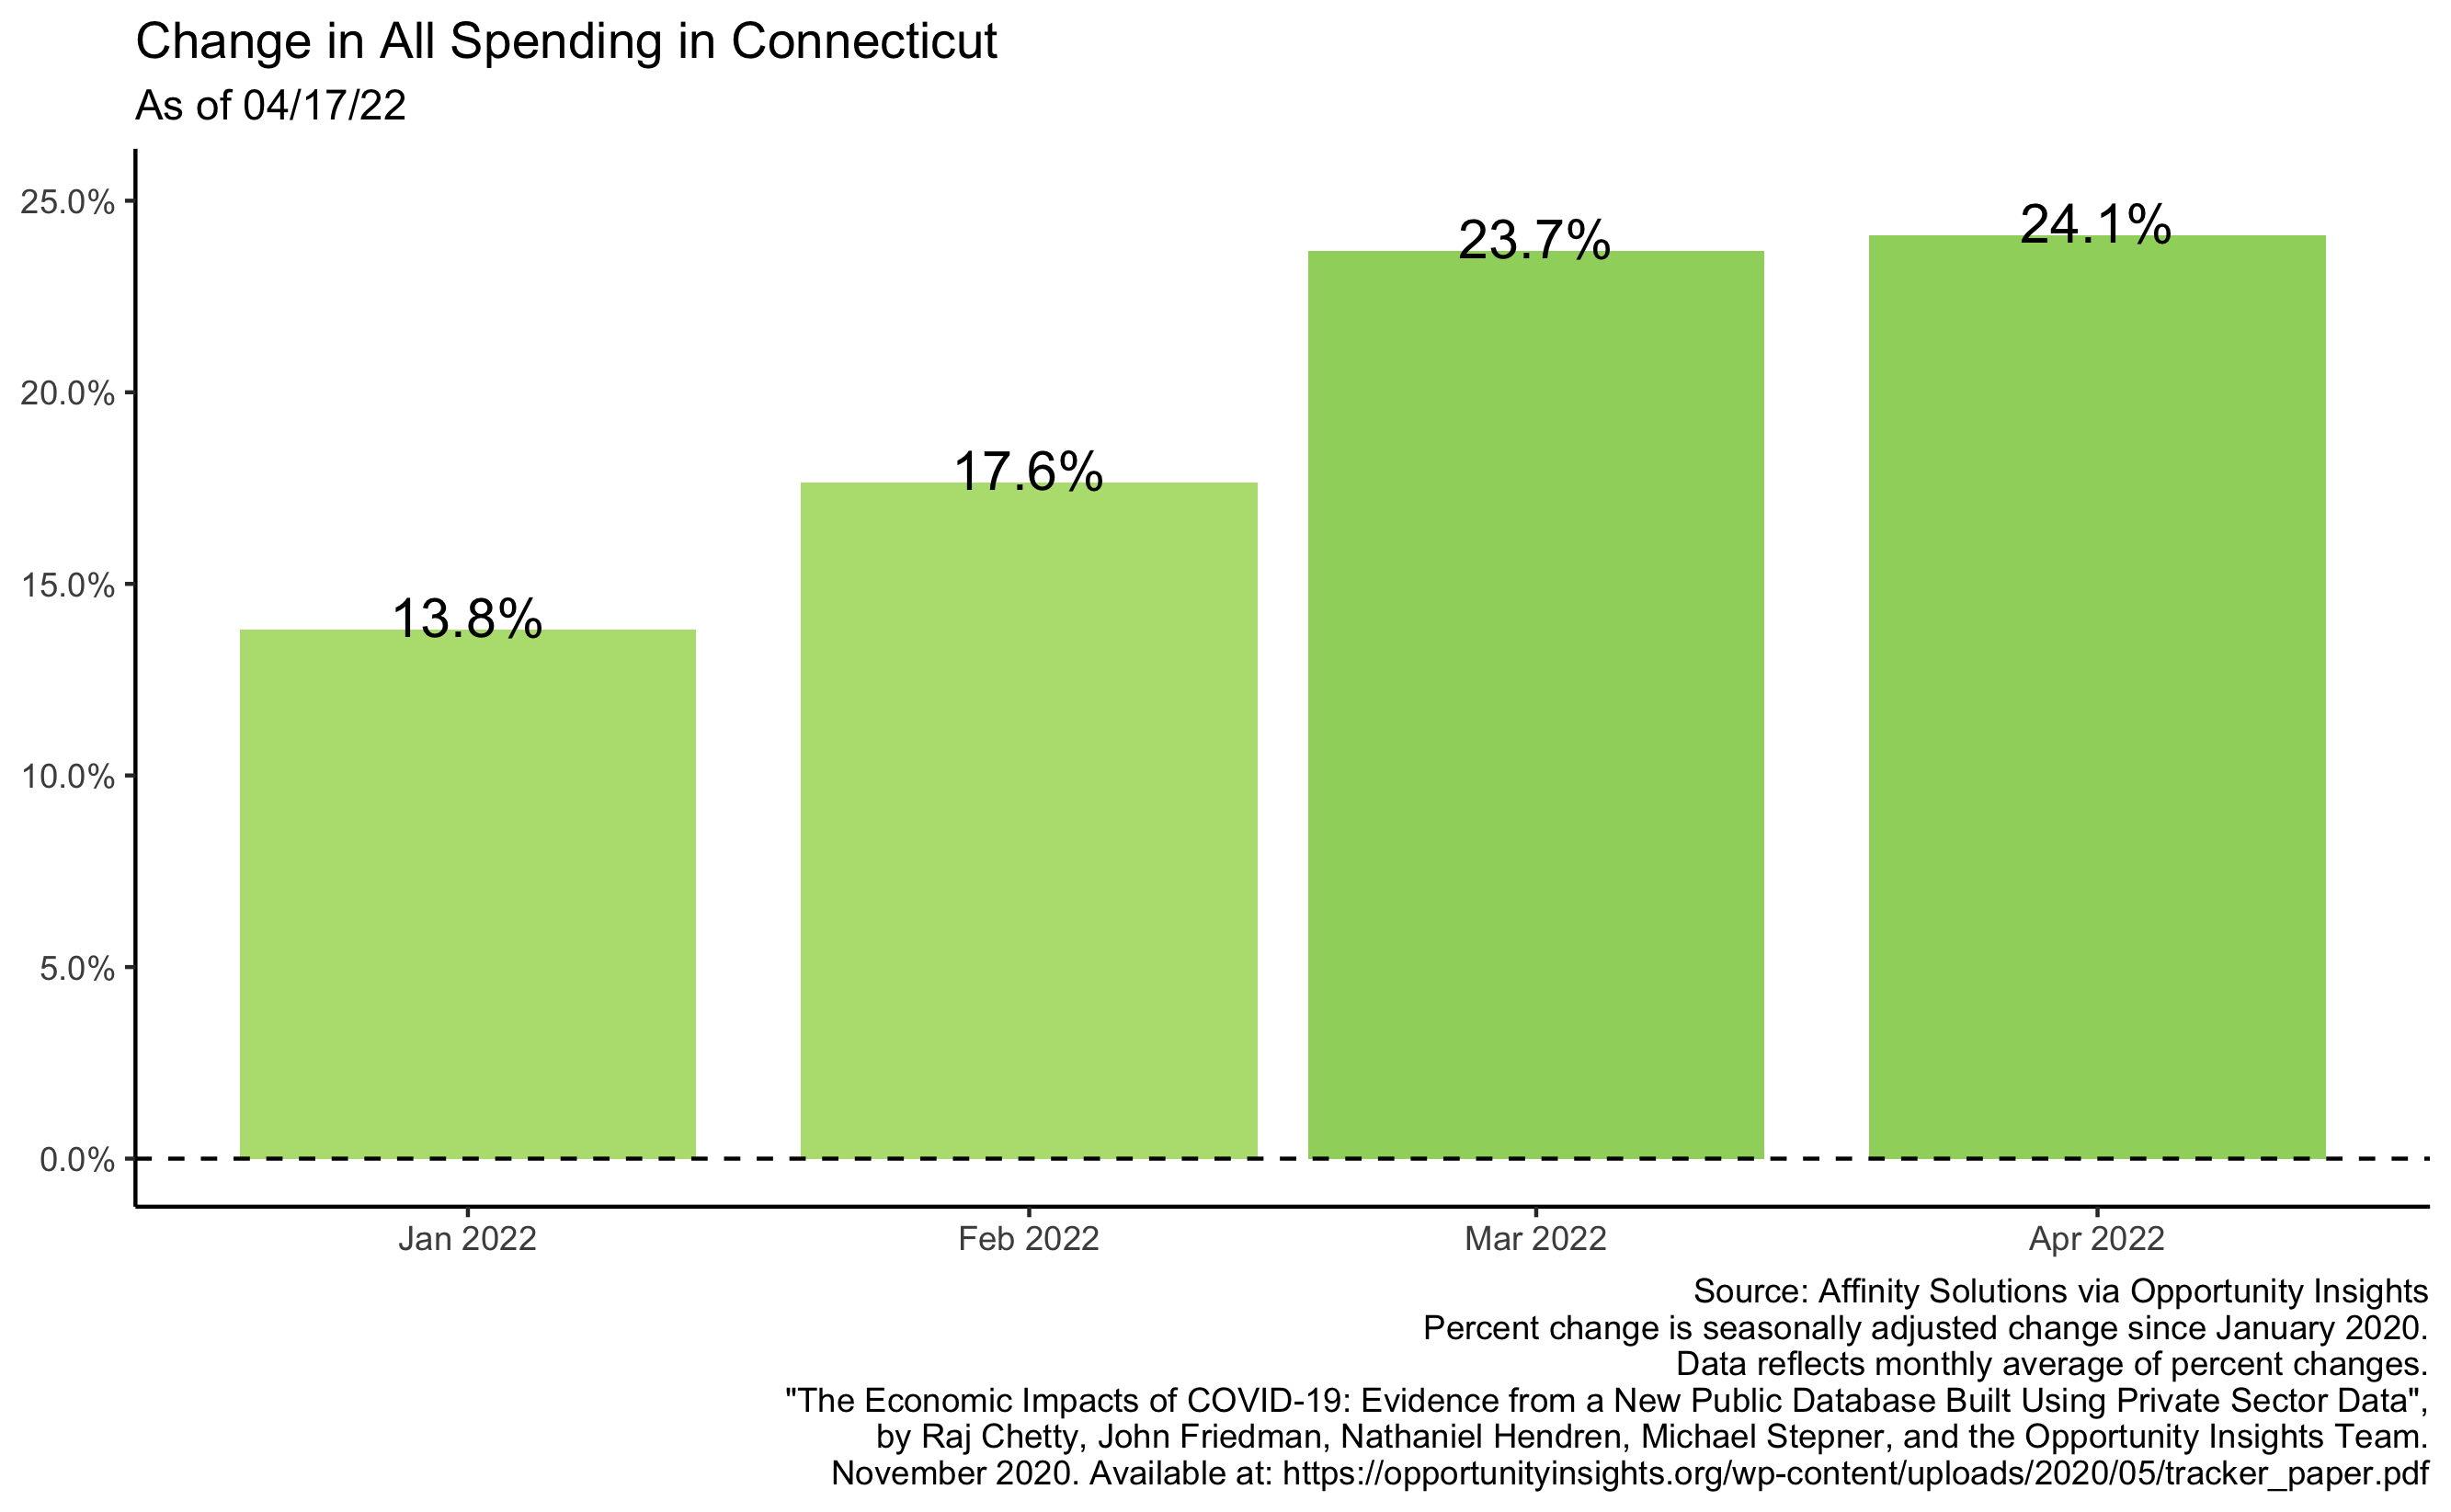 Change in All Spending in Connecticut
As of 04/17/22
25.0%
20.0%
15.0%
10.0%
5.0%
0.0%
13.8%
17.6%
23.7%
24.1%
Jan 2022
Feb 2022
Mar 2022
Apr 2022
Source: Affinity Solutions via Opportunity Insights
Percent change is seasonally adjusted change since January 2020.
Data reflects monthly average of percent changes.
"The Economic Impacts of COVID-19: Evidence from a New Public Database Built Using Private Sector Data",
by Raj Chetty, John Friedman, Nathaniel Hendren, Michael Stepner, and the Opportunity Insights Team.
November 2020. Available at: https://opportunityinsights.org/wp-content/uploads/2020/05/tracker_paper.pdf